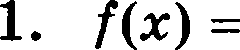 1. f(x) =